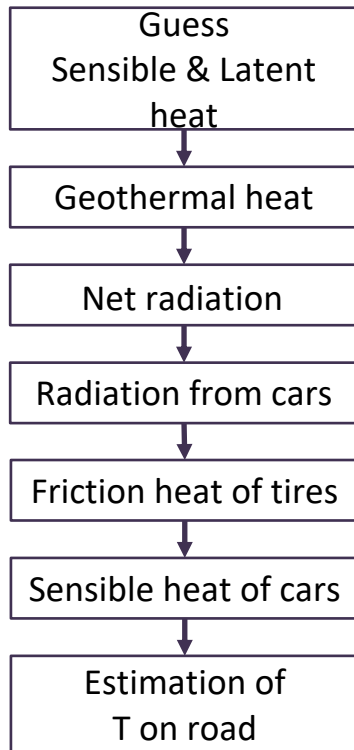 Guess
Sensible & Latent
heat
Geothermal heat
Net radiation
Radiation from cars
Friction heat of tires
Sensible heat of cars
Estimation of
T on road